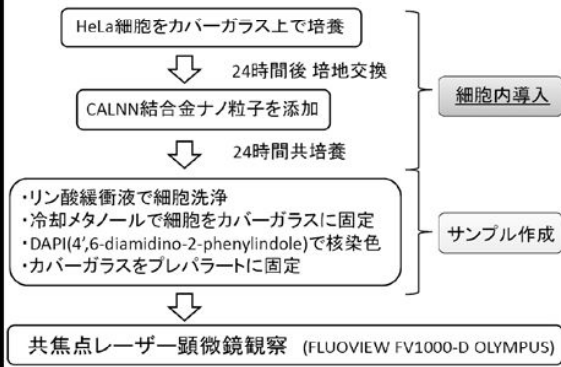 HeLa細胞をカバーガラス上で培養
24時間後 培地交換
CALNN結合金ナノ粒子を添加
細胞内導入
24時間共培養
・リン酸緩衝液で細胞洗浄
・冷却メタノールで細胞をカバーガラスに固定
・DAPI(4',6-diamidino-2-phenylindole)で核染色
・カバーガラスをプレパラートに固定
サンプル作成
共焦点レーザー顕微鏡観察 (FLUOVIEW FV1000-D OLYMPUS)